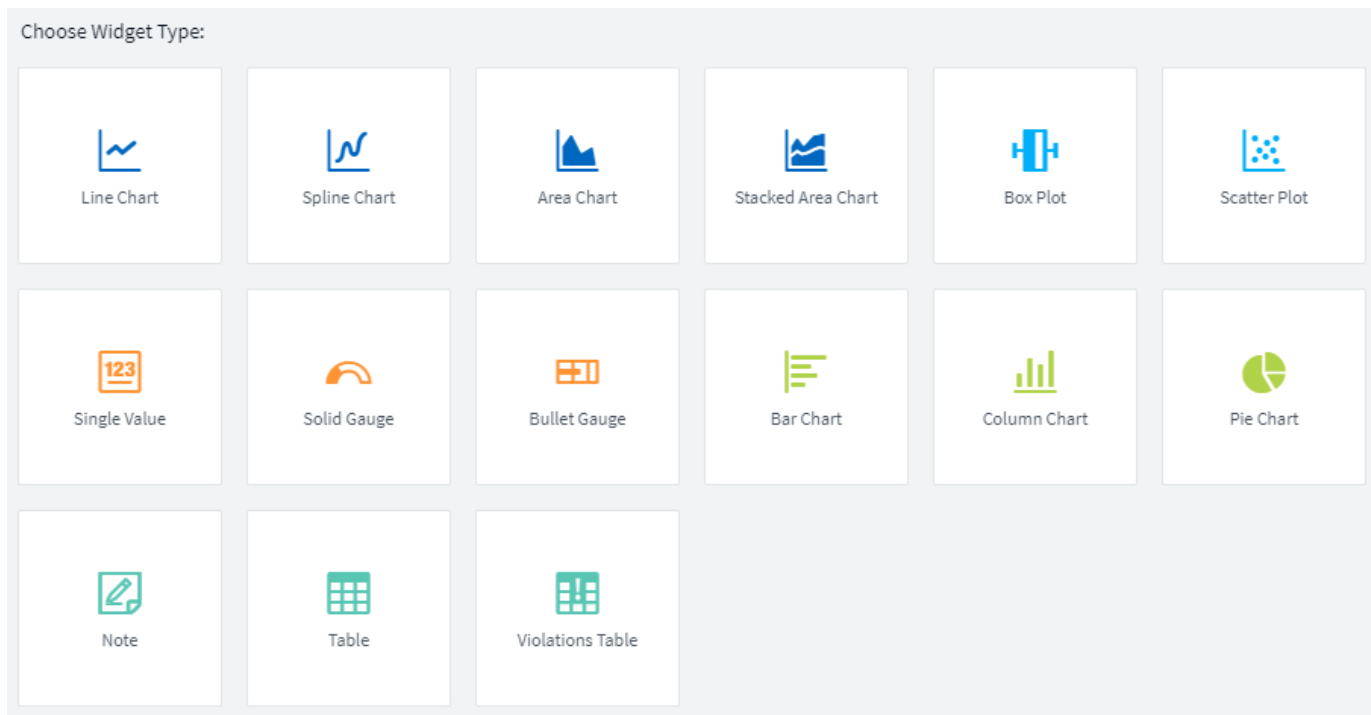 Choose Widget Type:
Line Chart
Spline Chart
Area Chart
Stacked Area Chart
Box Plot
Scatter Plot
123
Single Value
Solid Gauge
Bullet Gauge
Bar Chart
Column Chart
Pie Chart
Note
Table
Violations Table